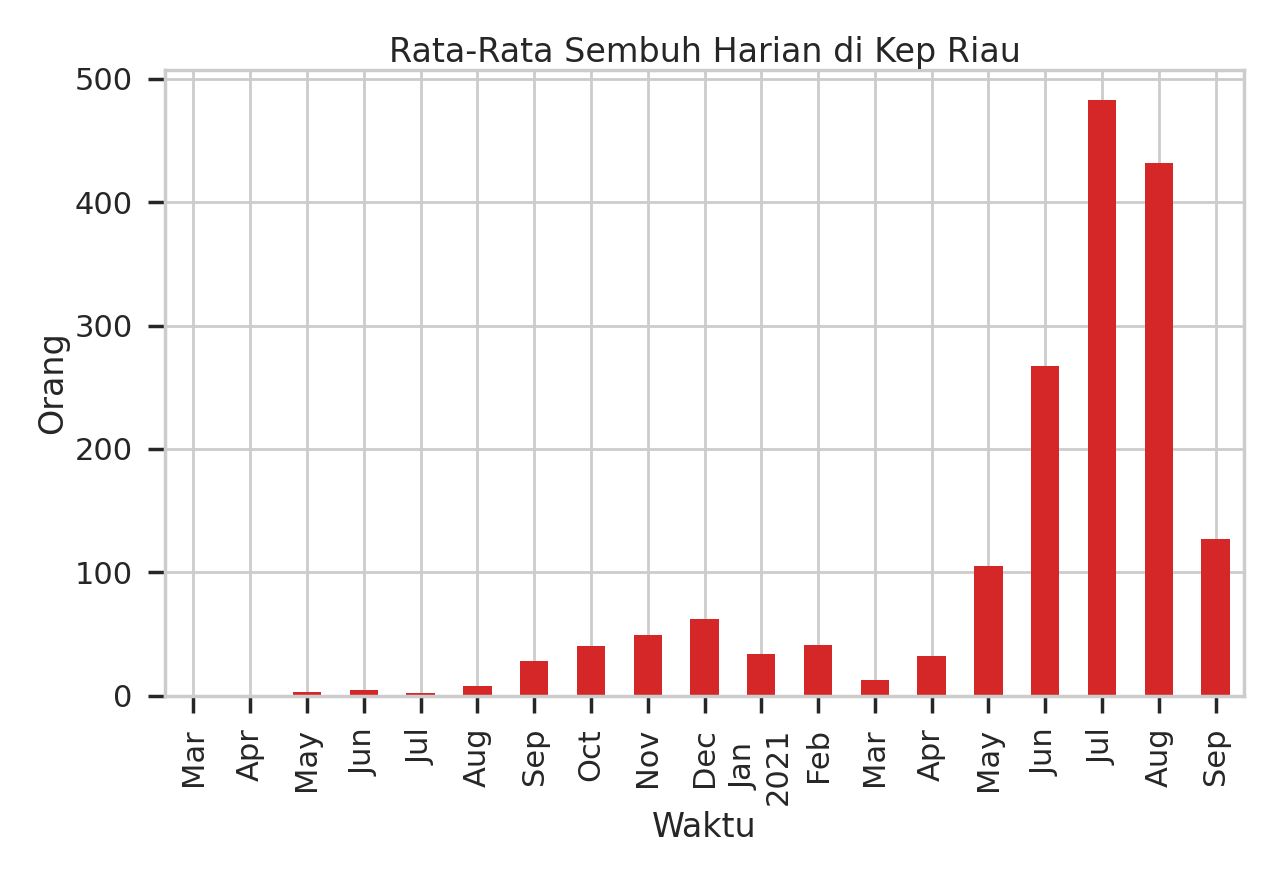 Rata-Rata Sembuh Harian di Kep Riau
500
400
300
200
100
0
Orang
Mar
Apr
May
Jun
Jul
Aug
Sep
Oct
Nov
Dec
Jan
2021
Feb
Mar
Apr
May
Jun
Jul
Aug
Sep
Waktu